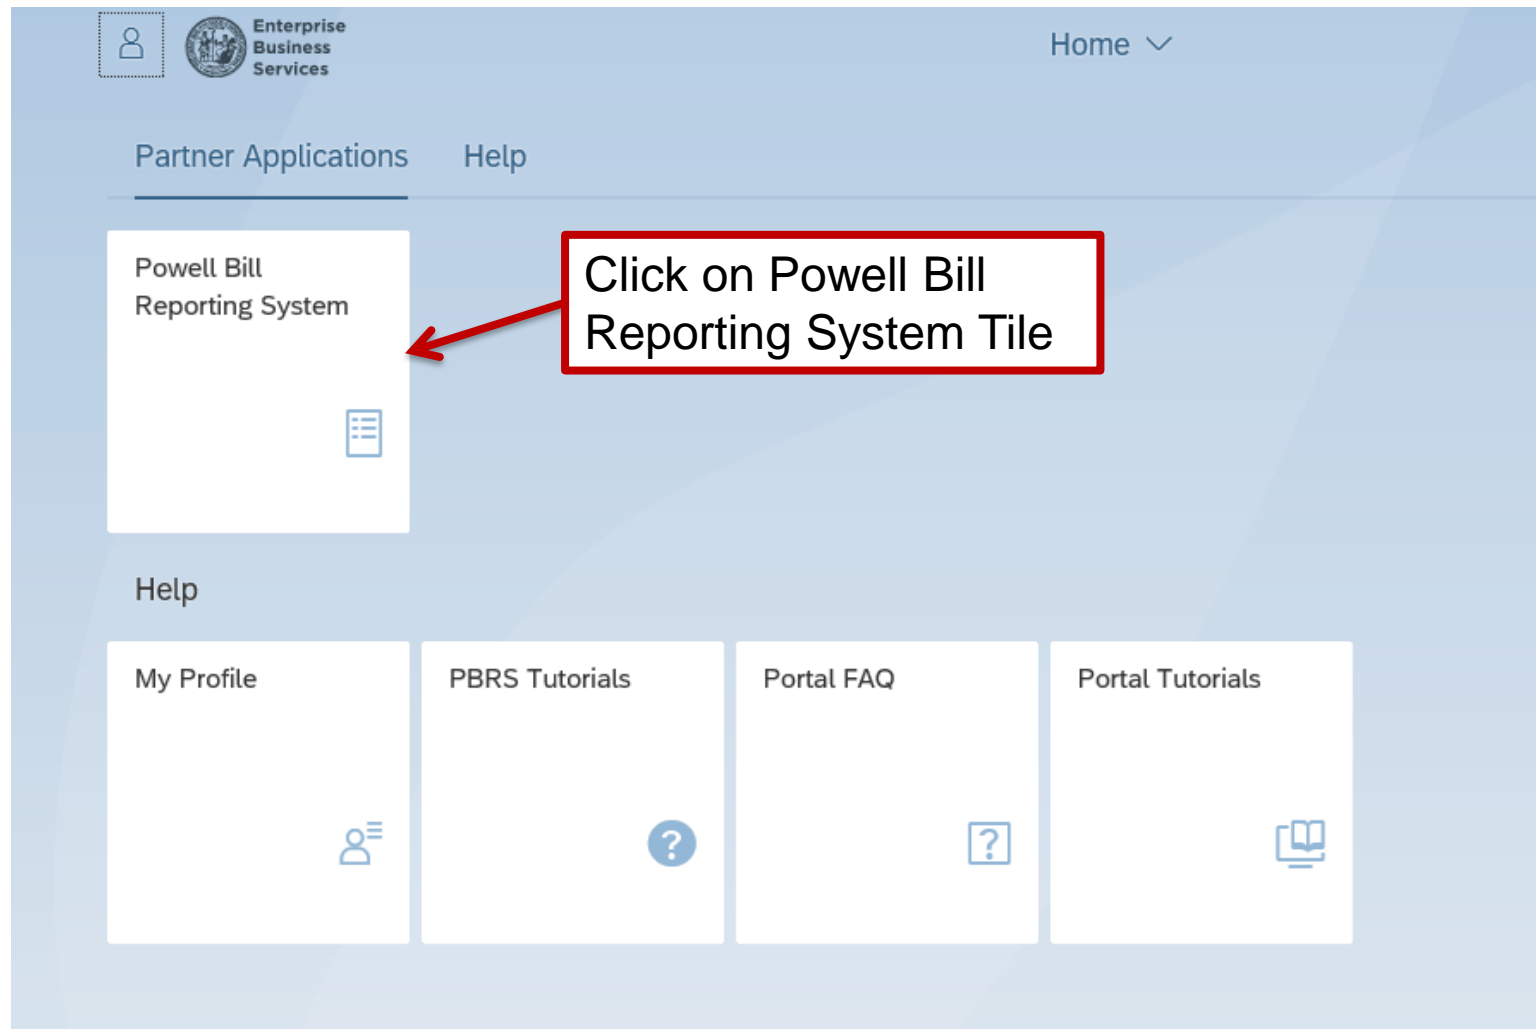 Enterprise
Business
Services
Home
Partner Applications
Help
Powell Bill
Reporting System
Click on Powell Bill
Reporting System Tile
Help
My Profile
PBRS Tutorials
Portal FAQ
Portal Tutorials